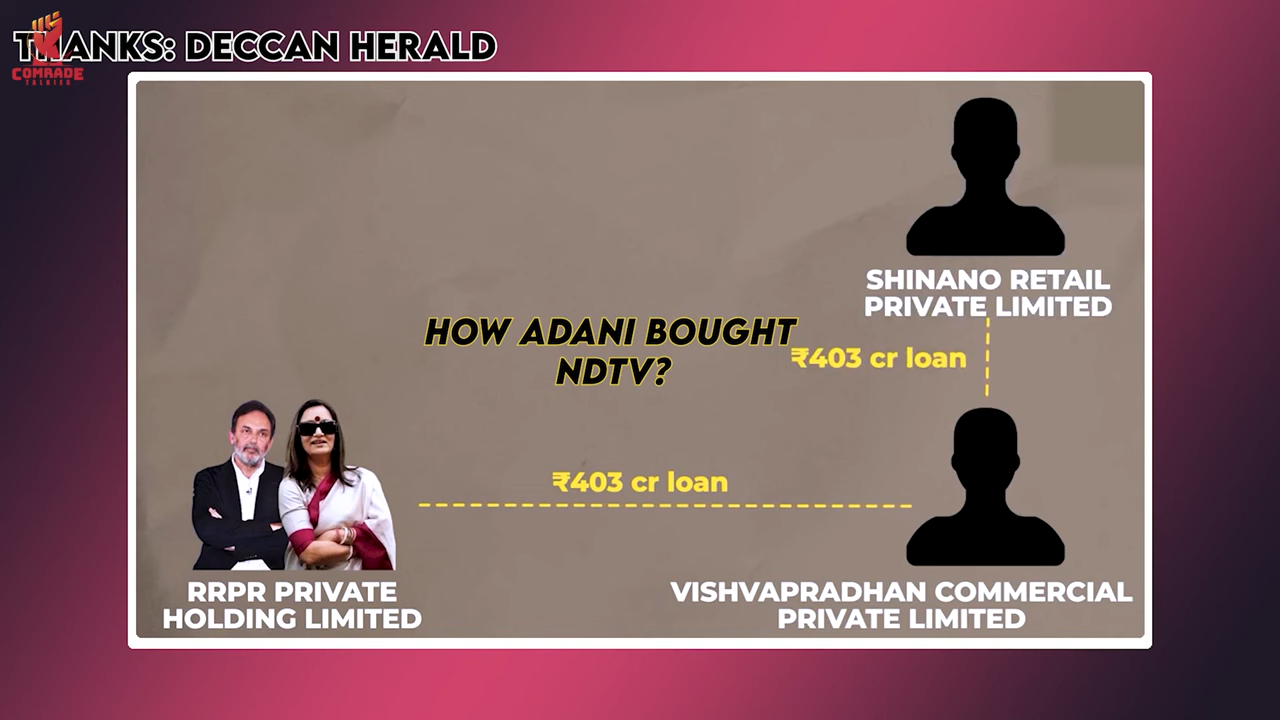 THANKS: DECCAN HERALD
COMRADE
TALKIES
SHINANO RETAIL
PRIVATE LIMITED
HOW ADANI BOUGHT
NDTV?
₹403 cr loan
₹403 cr loan
RRPR PRIVATE
HOLDING LIMITED
VISHVAPRADHAN COMMERCIAL
PRIVATE LIMITED